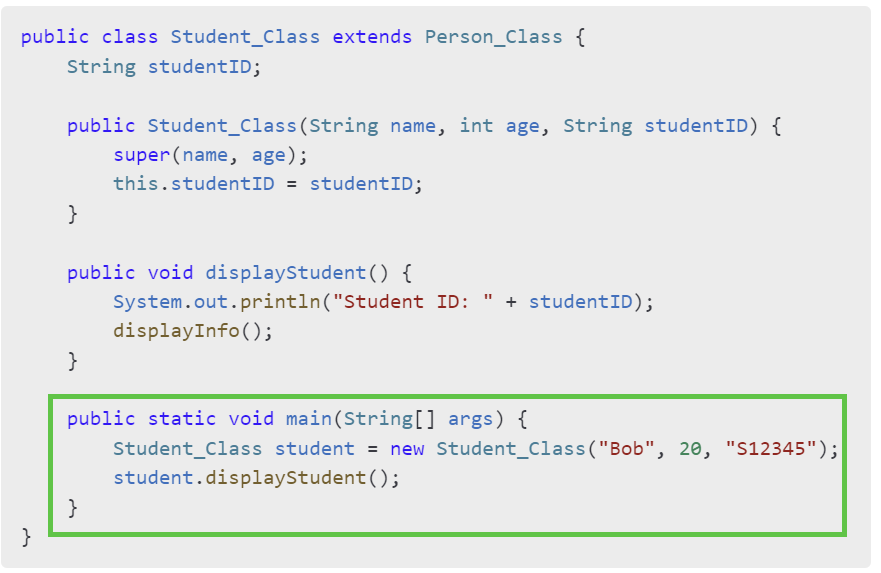 public class Student_Class extends Person_Class {
    String studentID;

    public Student_Class(String name, int age, String studentID) {
        super(name, age);
        this.studentID = studentID;
    }

    public void displayStudent() {
        System.out.println("Student ID: " + studentID);
        displayInfo();
    }

    public static void main(String[] args) {
        Student_Class student = new Student_Class("Bob", 20, "S12345");
        student.displayStudent();
    }
}